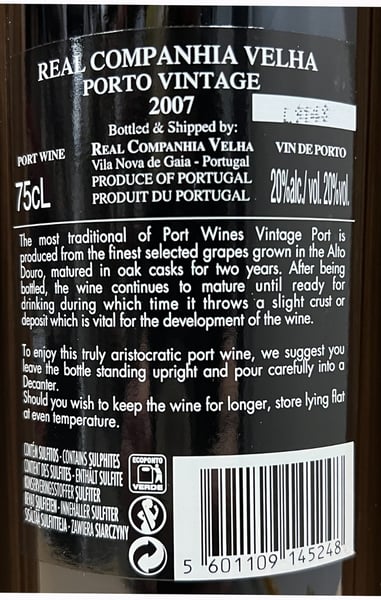 REAL COMPANHIA VELHA
PORTO VINTAGE
2007
Bottled & Shipped by:
PORT WINE
REAL COMPANHIA VELHA
VIN DE PORTO
Vila Nova de Gaia - Portugal
75cL
PRODUCE OF PORTUGAL
20%alc./vol. 20%vol.
PRODUIT DU PORTUGAL
The most traditional of Port Wines Vintage Port is
produced from the finest selected grapes grown in the Alto
Douro, matured in oak casks for two years. After being
bottled, the wine continues to mature until ready for
drinking during which time it throws a slight crust or
deposit which is vital for the development of the wine.
To enjoy this truly aristocratic port wine, we suggest you
leave the bottle standing upright and pour carefully into a
Decanter.
Should you wish to keep the wine for longer, store lying flat
at even temperature.
CONTÉM SULFITOS - CONTAINS SULPHITES
CONTIENT DES SULFITES - ENTHÄLT SULFITE
SULFITER
SULFITEN - INNEHÅLLER SULFITER
SULFIITTEJA - ZAWIERA SIARCZYNY
ECOPONTO
VERDE
5 601109 145248